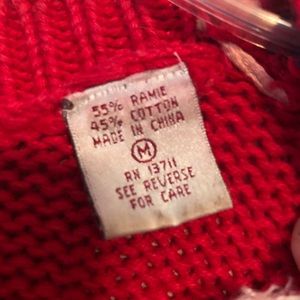 55% RAMIE
45% COTTON
MADE IN CHINA
M
RN 13711
SEE REVERSE
FOR CARE